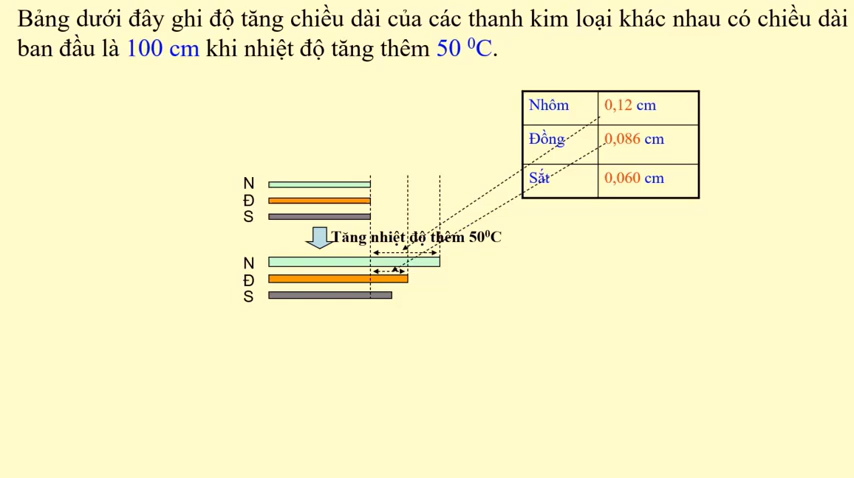 Bảng dưới đây ghi độ tăng chiều dài của các thanh kim loại khác nhau có chiều dài
ban đầu là 100 cm khi nhiệt độ tăng thêm 50 ⁰C.
Nhôm 0,12 cm
Đồng 0,086 cm
Sắt 0,060 cm
N
Đ
S
Tăng nhiệt độ thêm 50⁰C
N
Đ
S